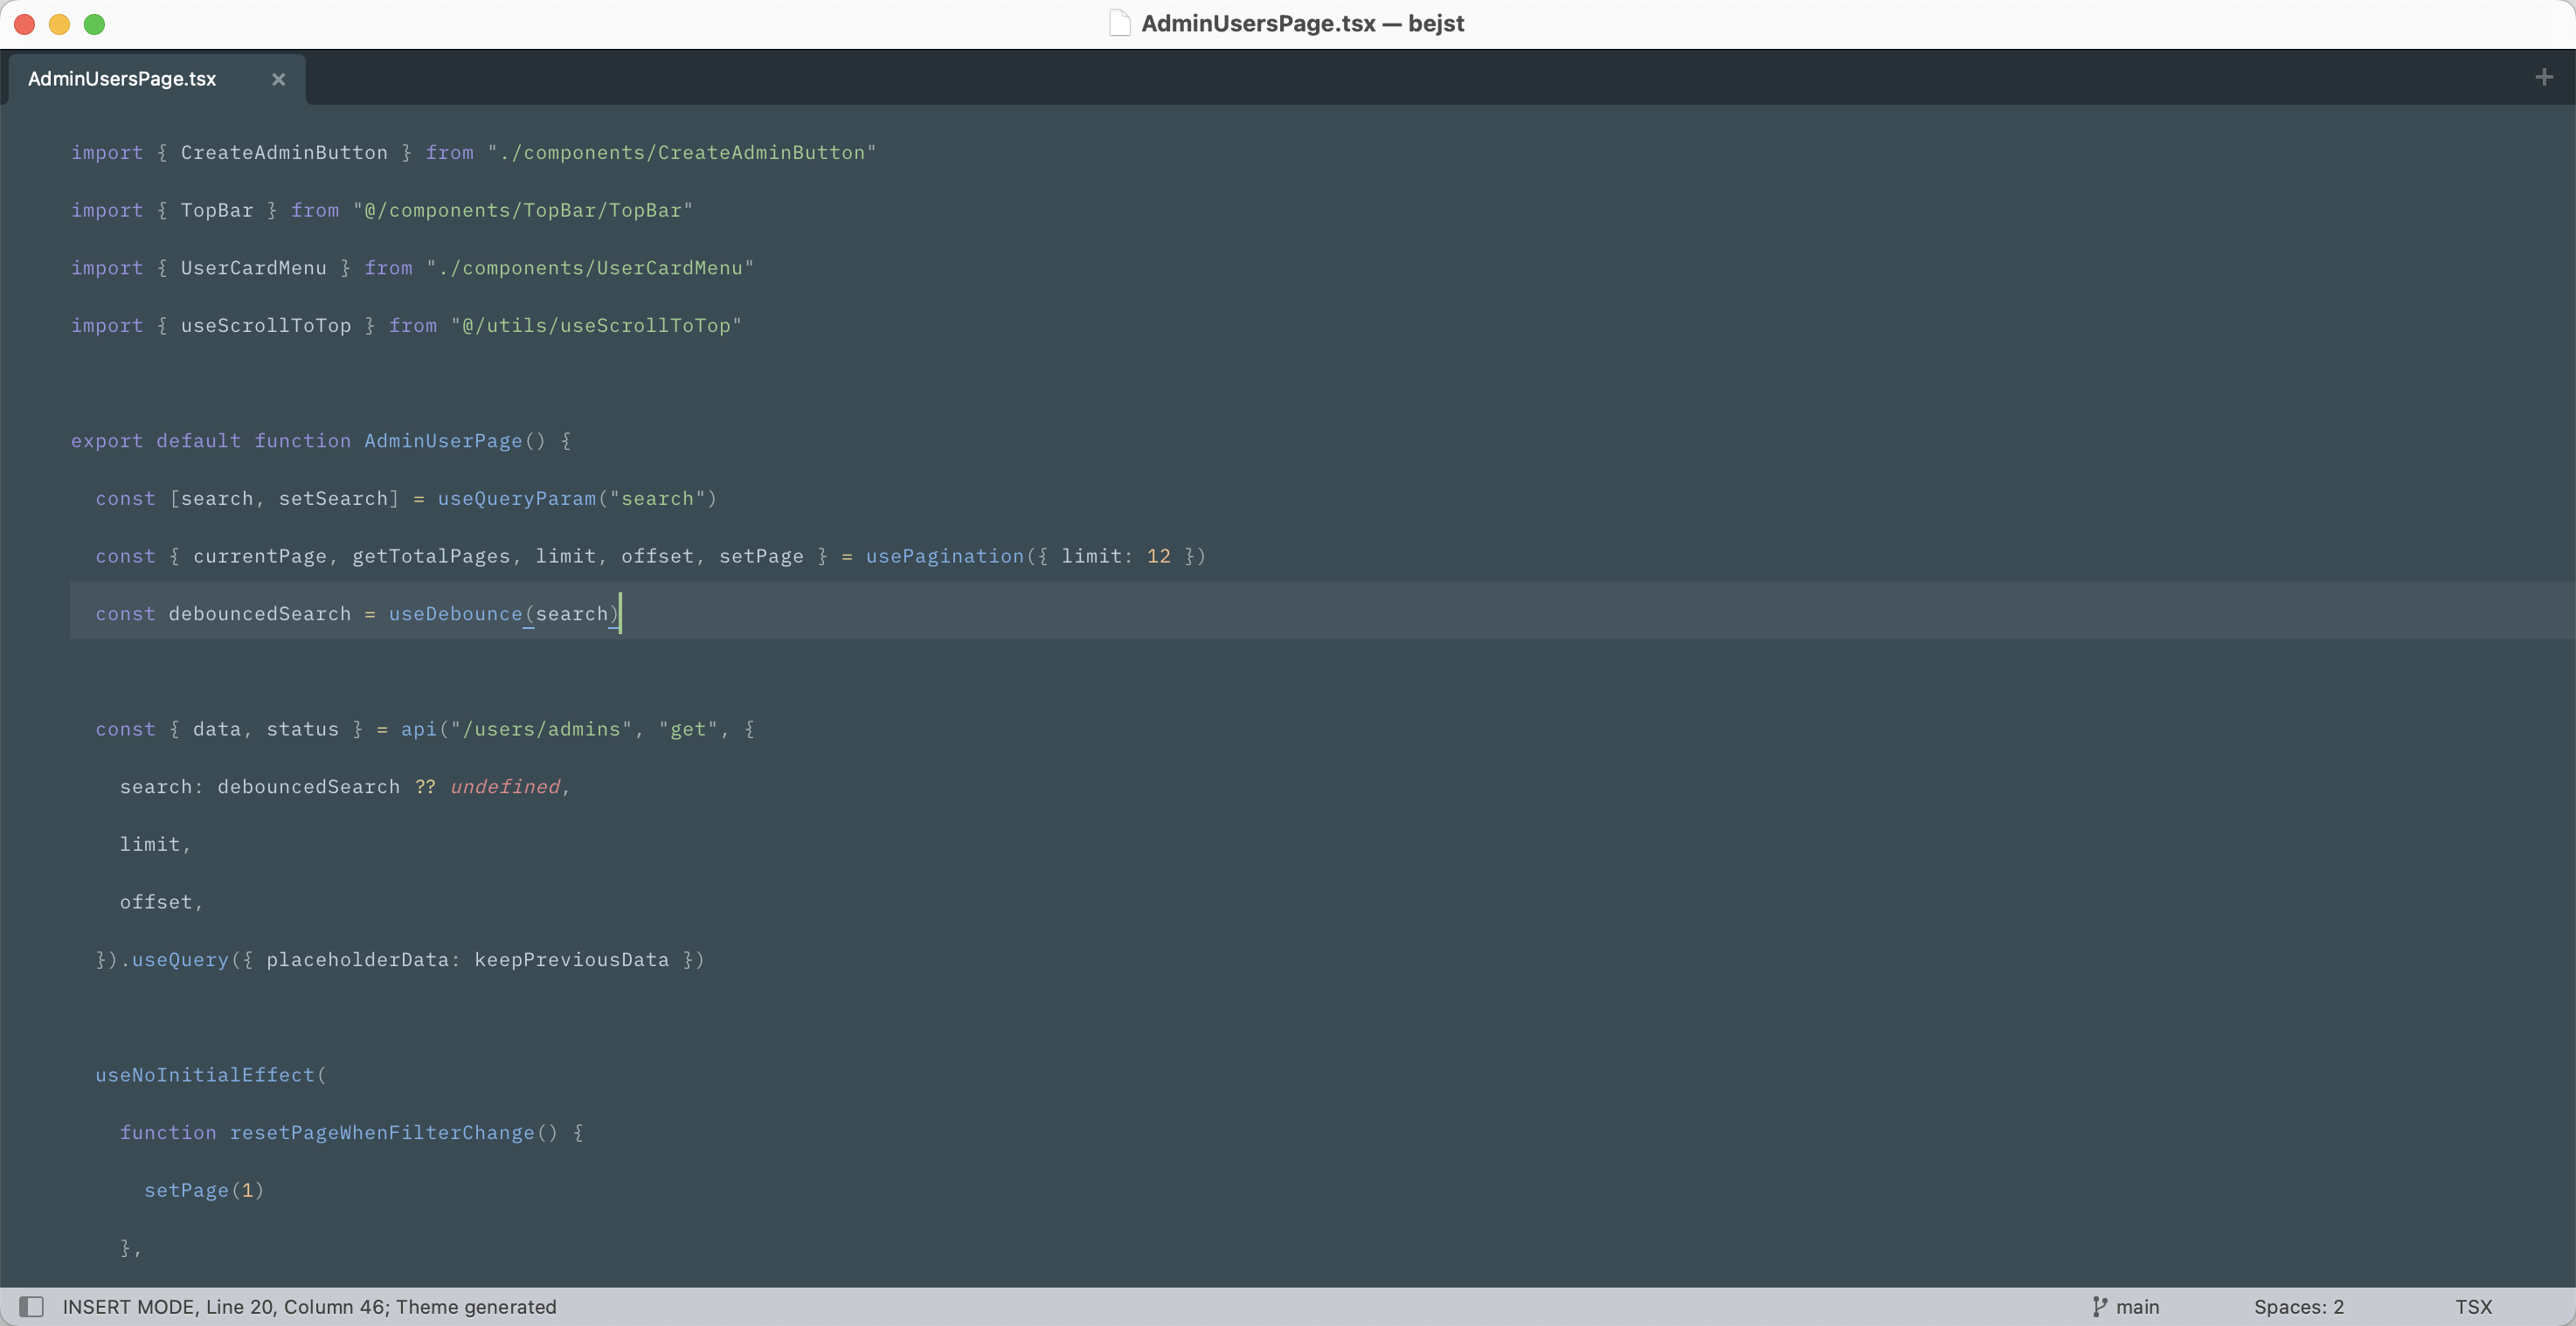 AdminUsersPage.tsx — bejst
AdminUsersPage.tsx
import { CreateAdminButton } from "./components/CreateAdminButton"
import { TopBar } from "@/components/TopBar/TopBar"
import { UserCardMenu } from "./components/UserCardMenu"
import { useScrollToTop } from "@/utils/useScrollToTop"
export default function AdminUserPage() {
const [search, setSearch] = useQueryParam("search")
const { currentPage, getTotalPages, limit, offset, setPage } = usePagination({ limit: 12 })
const debouncedSearch = useDebounce(search)
const { data, status } = api("/users/admins", "get", {
search: debouncedSearch ?? undefined,
limit,
offset,
}).useQuery({ placeholderData: keepPreviousData })
useNoInitialEffect(
function resetPageWhenFilterChange() {
setPage(1)
},
INSERT MODE, Line 20, Column 46; Theme generated
main
Spaces: 2
TSX